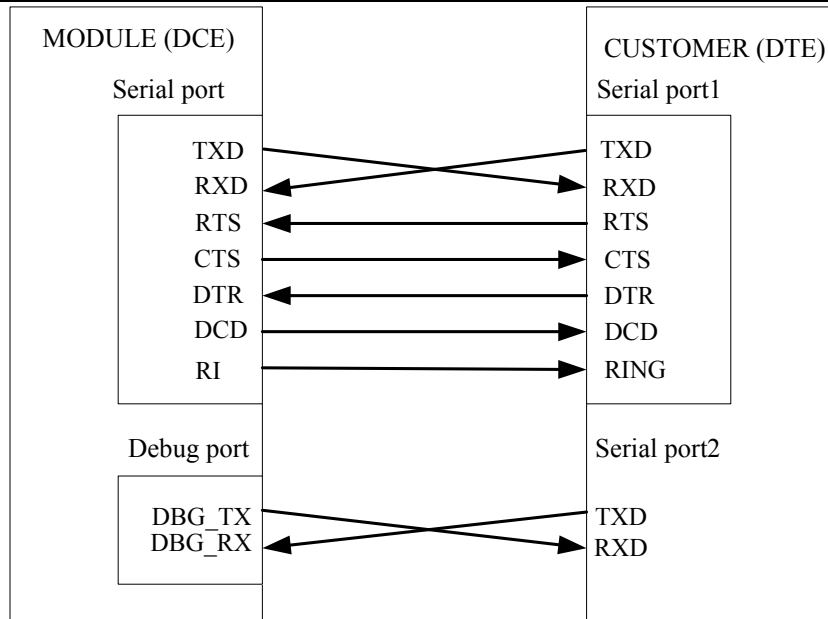 MODULE (DCE)
Serial port
TXD
RXD
RTS
CTS
DTR
DCD
RI
Debug port
DBG_TX
DBG_RX
CUSTOMER (DTE)
Serial port1
TXD
RXD
RTS
CTS
DTR
DCD
RING
Serial port2
TXD
RXD